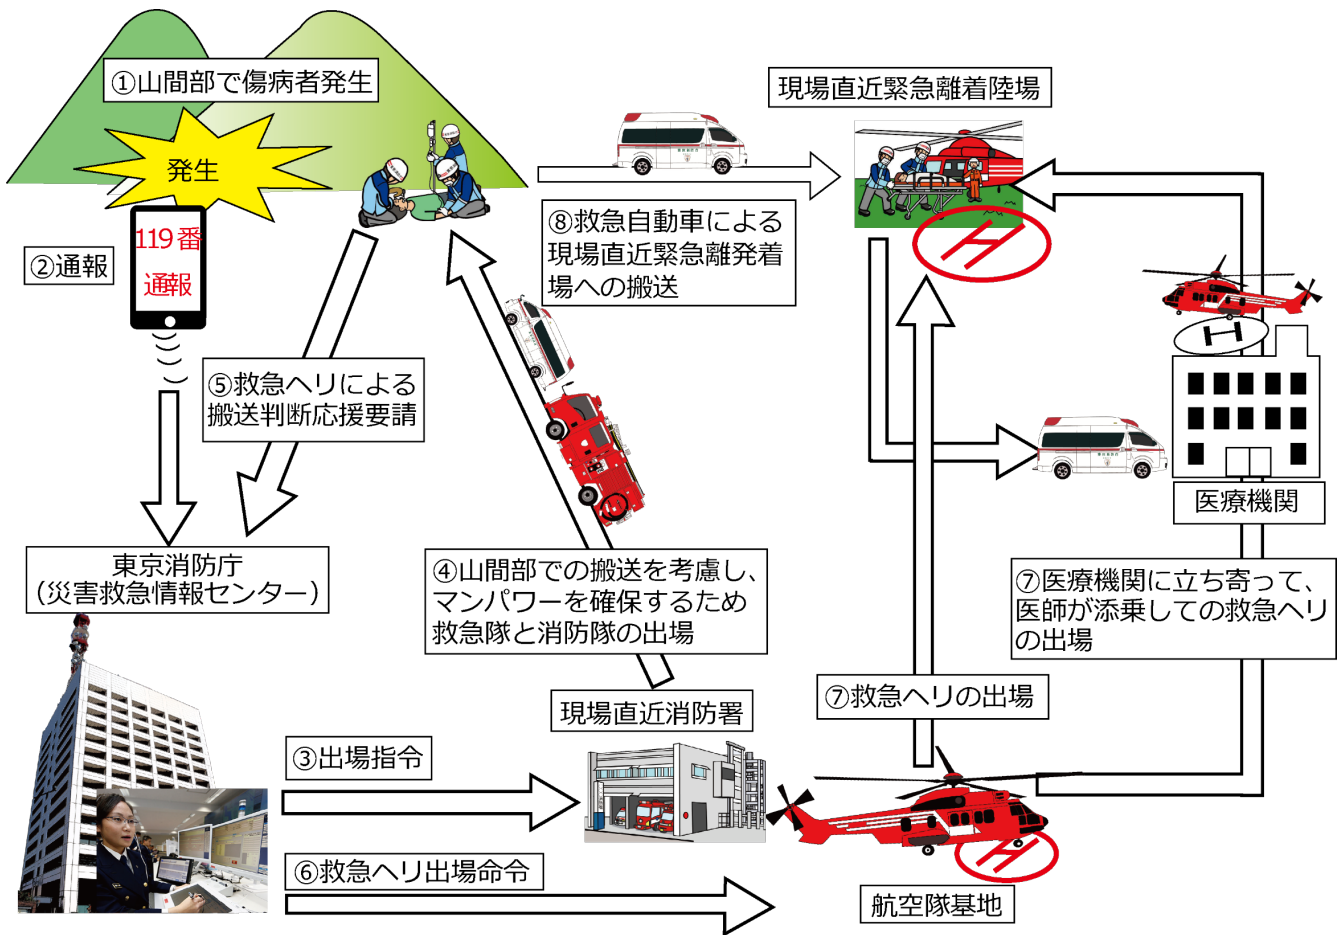 ①山間部で傷病者発生
発生
119番
通報
②通報
現場直近緊急離着陸場
⑧救急自動車による
現場直近緊急離発着
場への搬送
⑤救急ヘリによる
搬送判断応援要請
医療機関
東京消防庁
（災害救急情報センター）
④山間部での搬送を考慮し、
マンパワーを確保するため
救急隊と消防隊の出場
⑦医療機関に立ち寄って、
医師が添乗しての救急ヘリ
の出場
⑦救急ヘリの出場
現場直近消防署
③出場指令
⑥救急ヘリ出場命令
航空隊基地